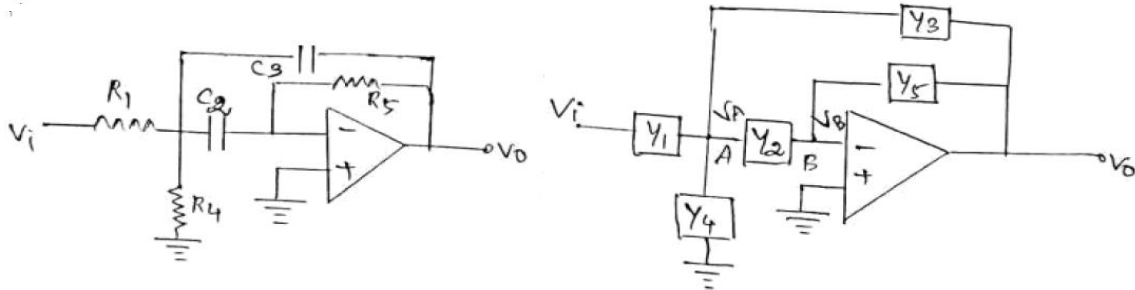 R1
C2
C3
R5
Vi
R4
-
+
Vo
Y3
Y5
Vi
Y1
VA
A
Y2
VB
B
Y4
-
+
Vo